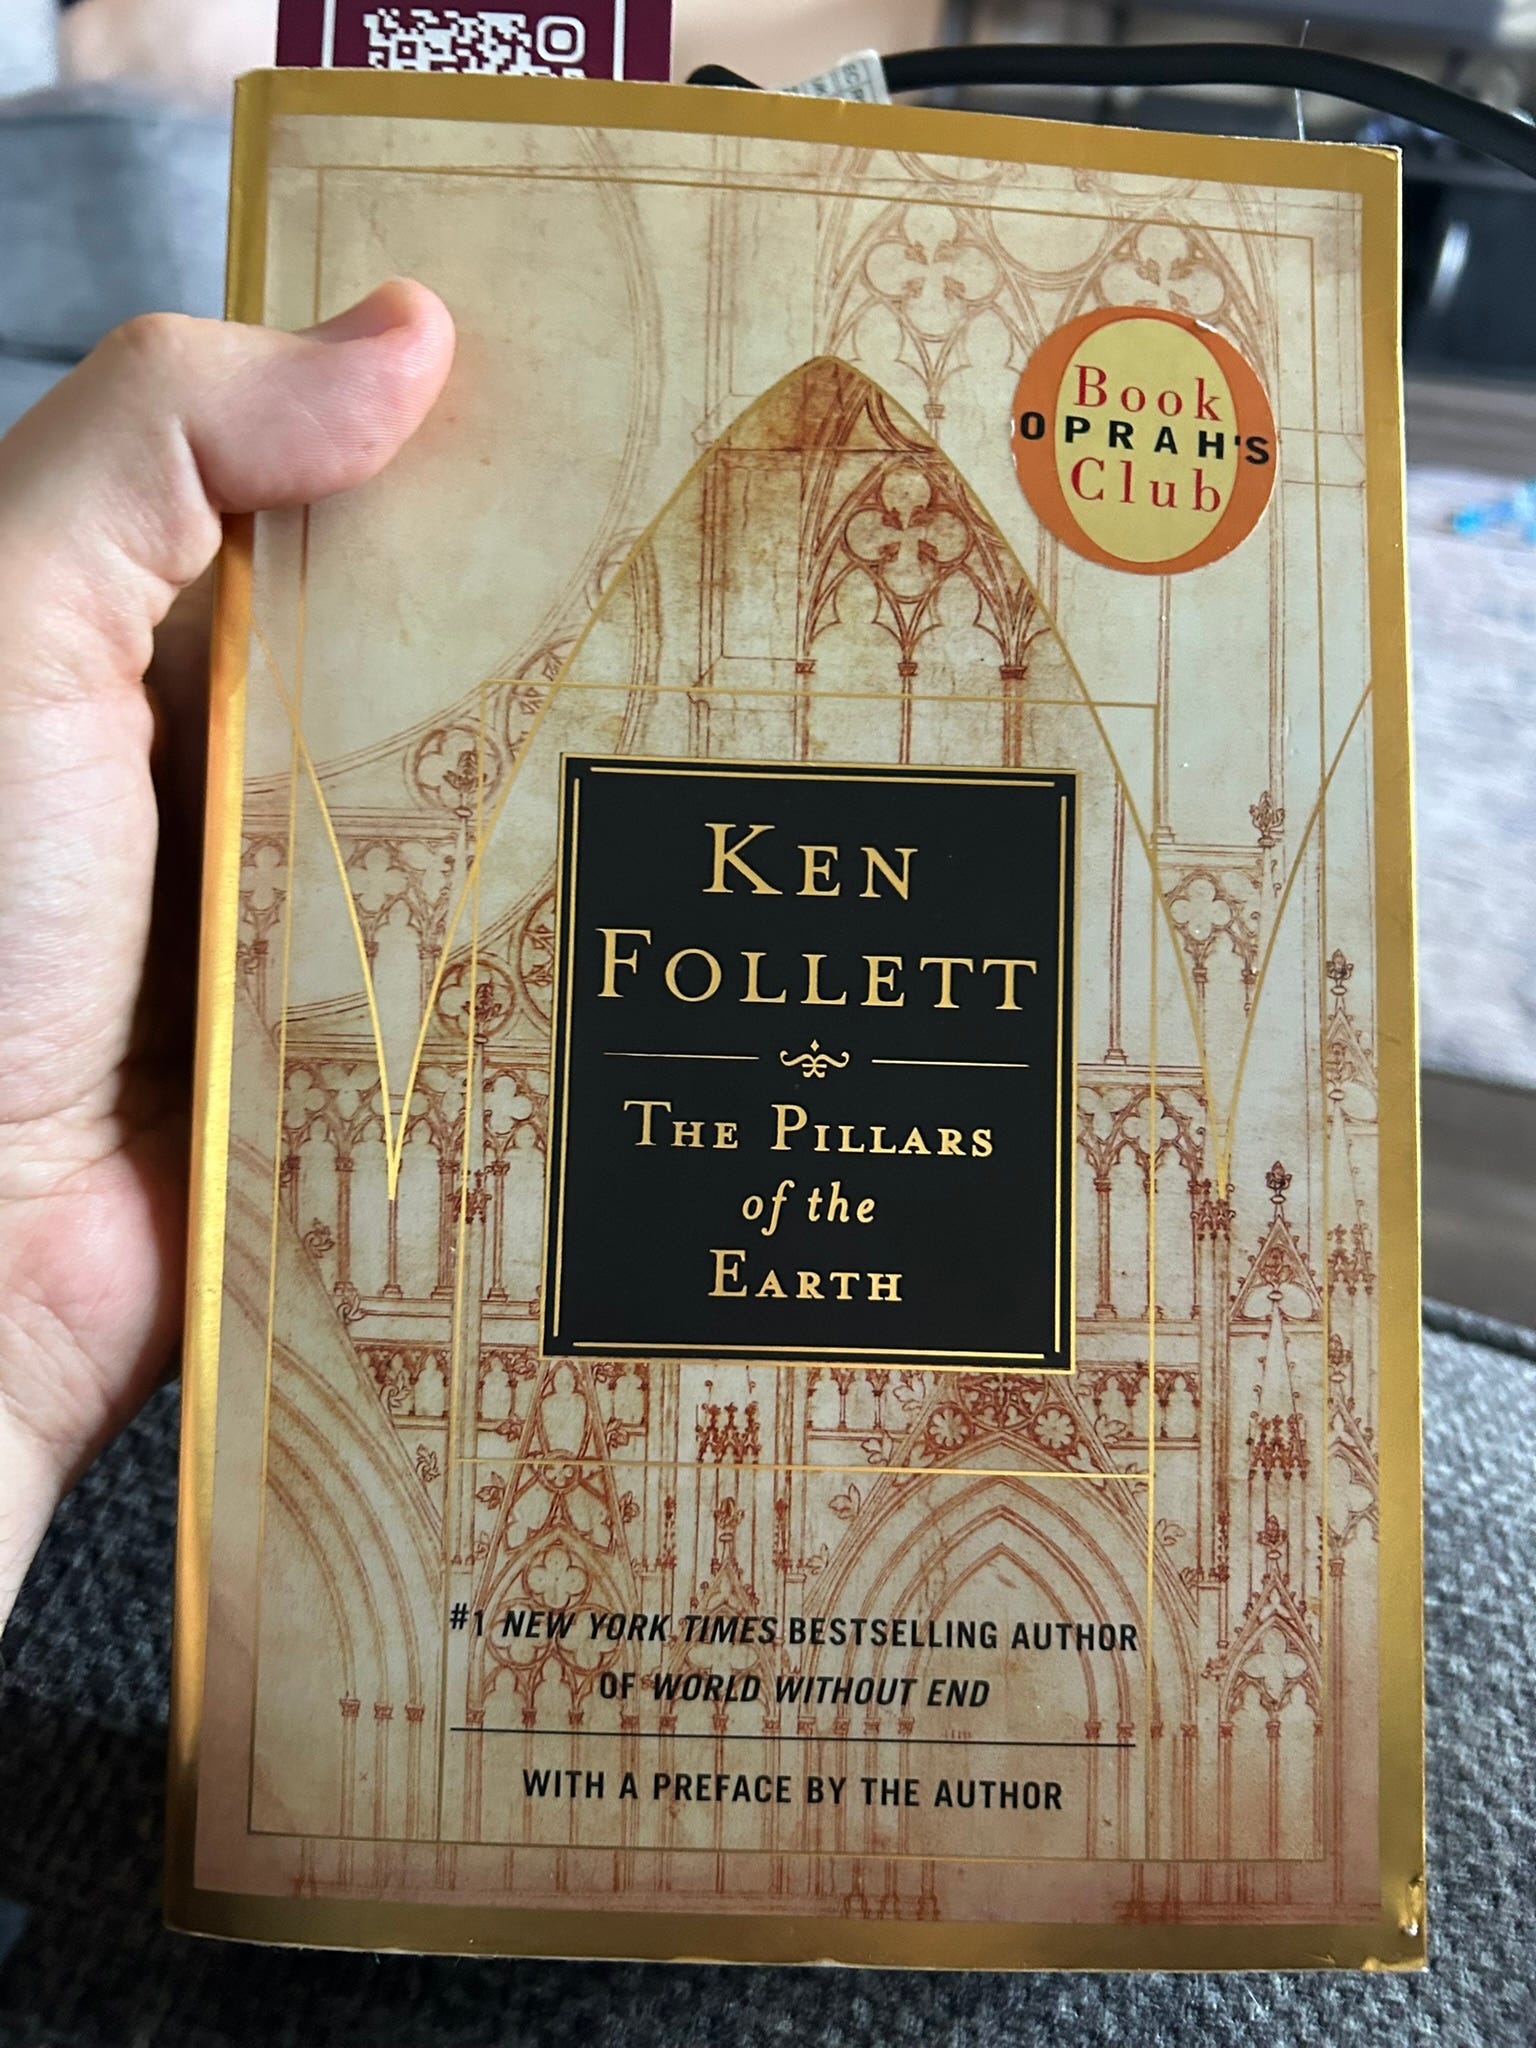 Book
OPRAH'S
Club
KEN
FOLLETT
THE PILLARS
of the
EARTH
#1 NEW YORK TIMES BESTSELLING AUTHOR
OF WORLD WITHOUT END
WITH A PREFACE BY THE AUTHOR